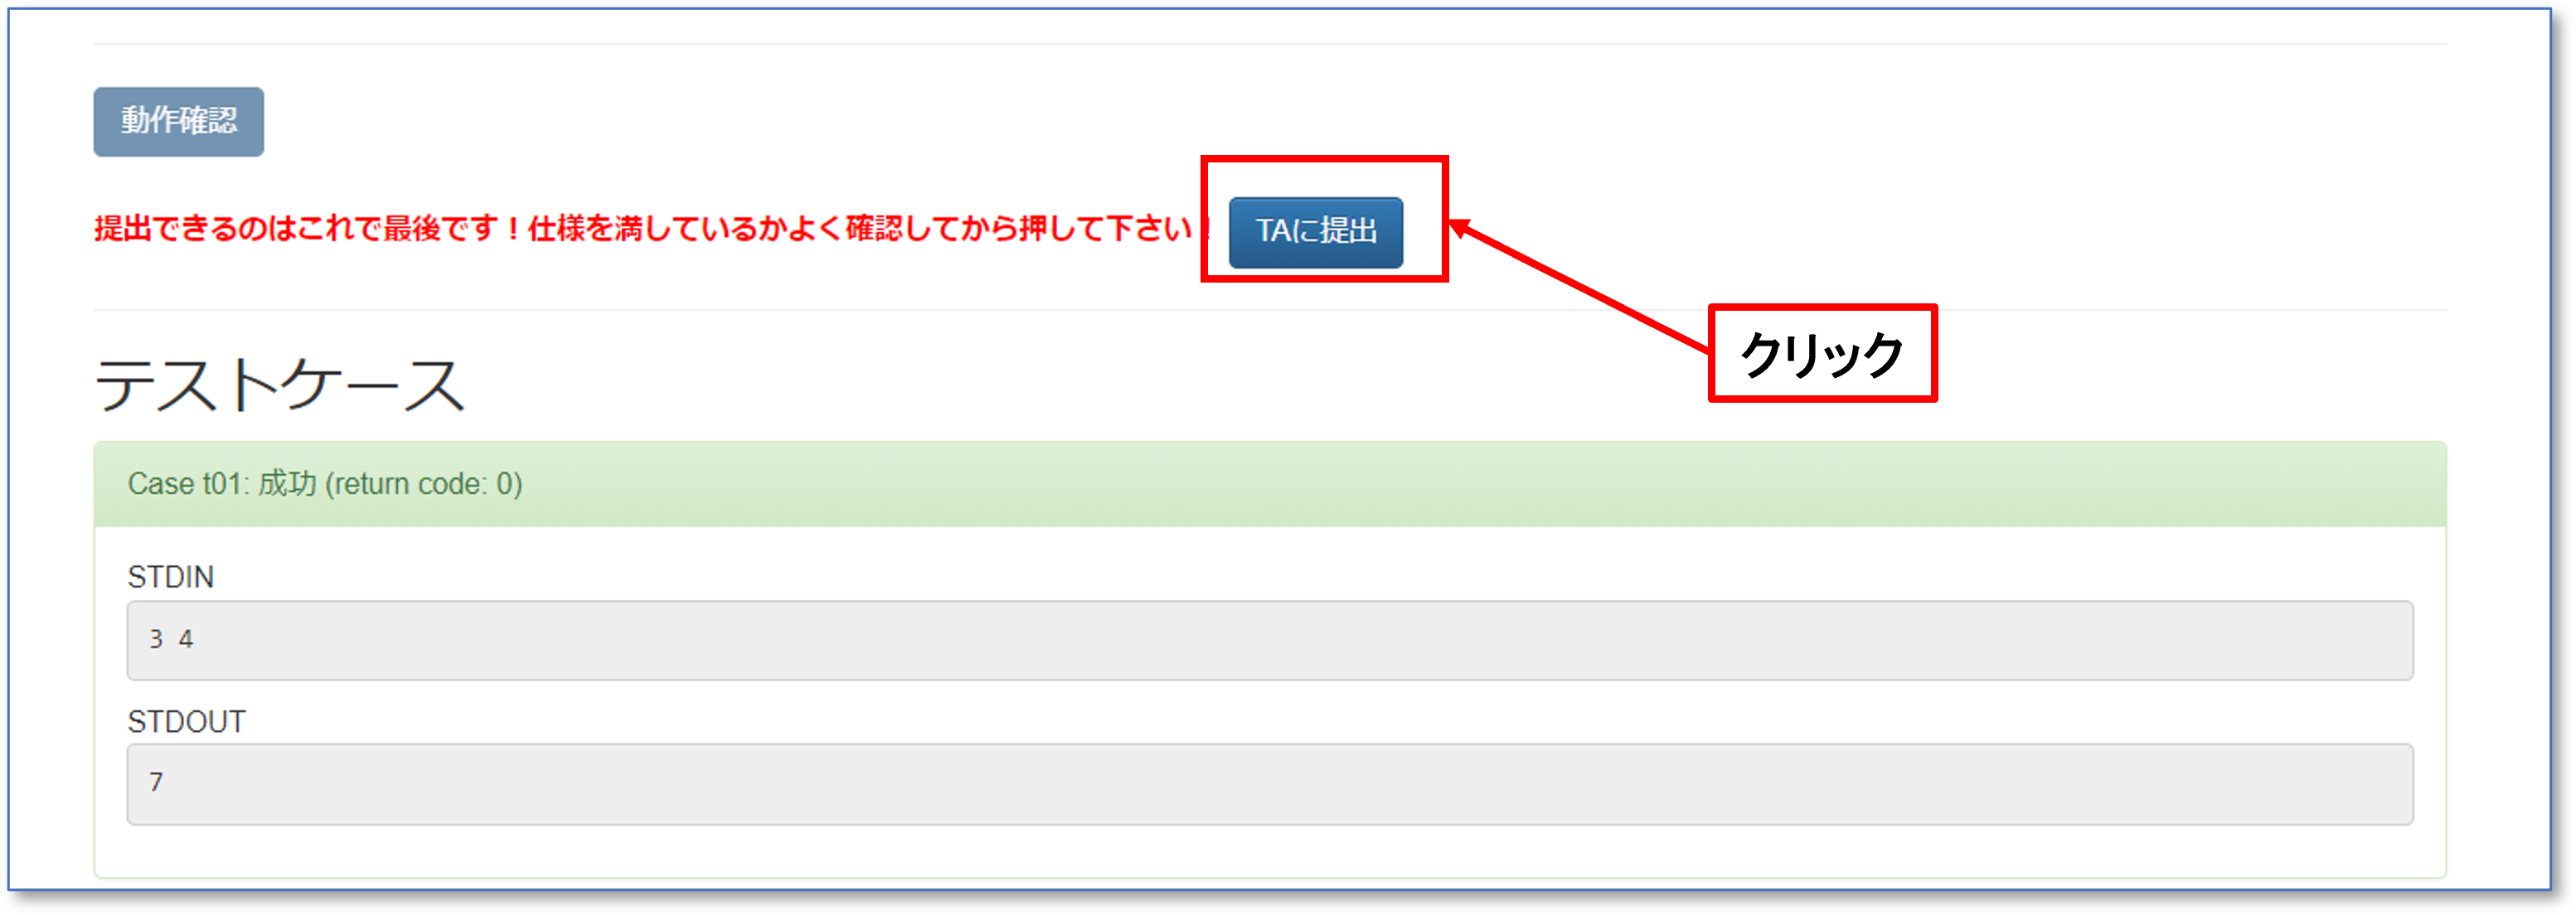 動作確認
提出できるのはこれで最後です！仕様を満しているかよく確認してから押して下さい！ TAに提出
クリック
テストケース
Case t01: 成功 (return code: 0)
STDIN
3 4
STDOUT
7